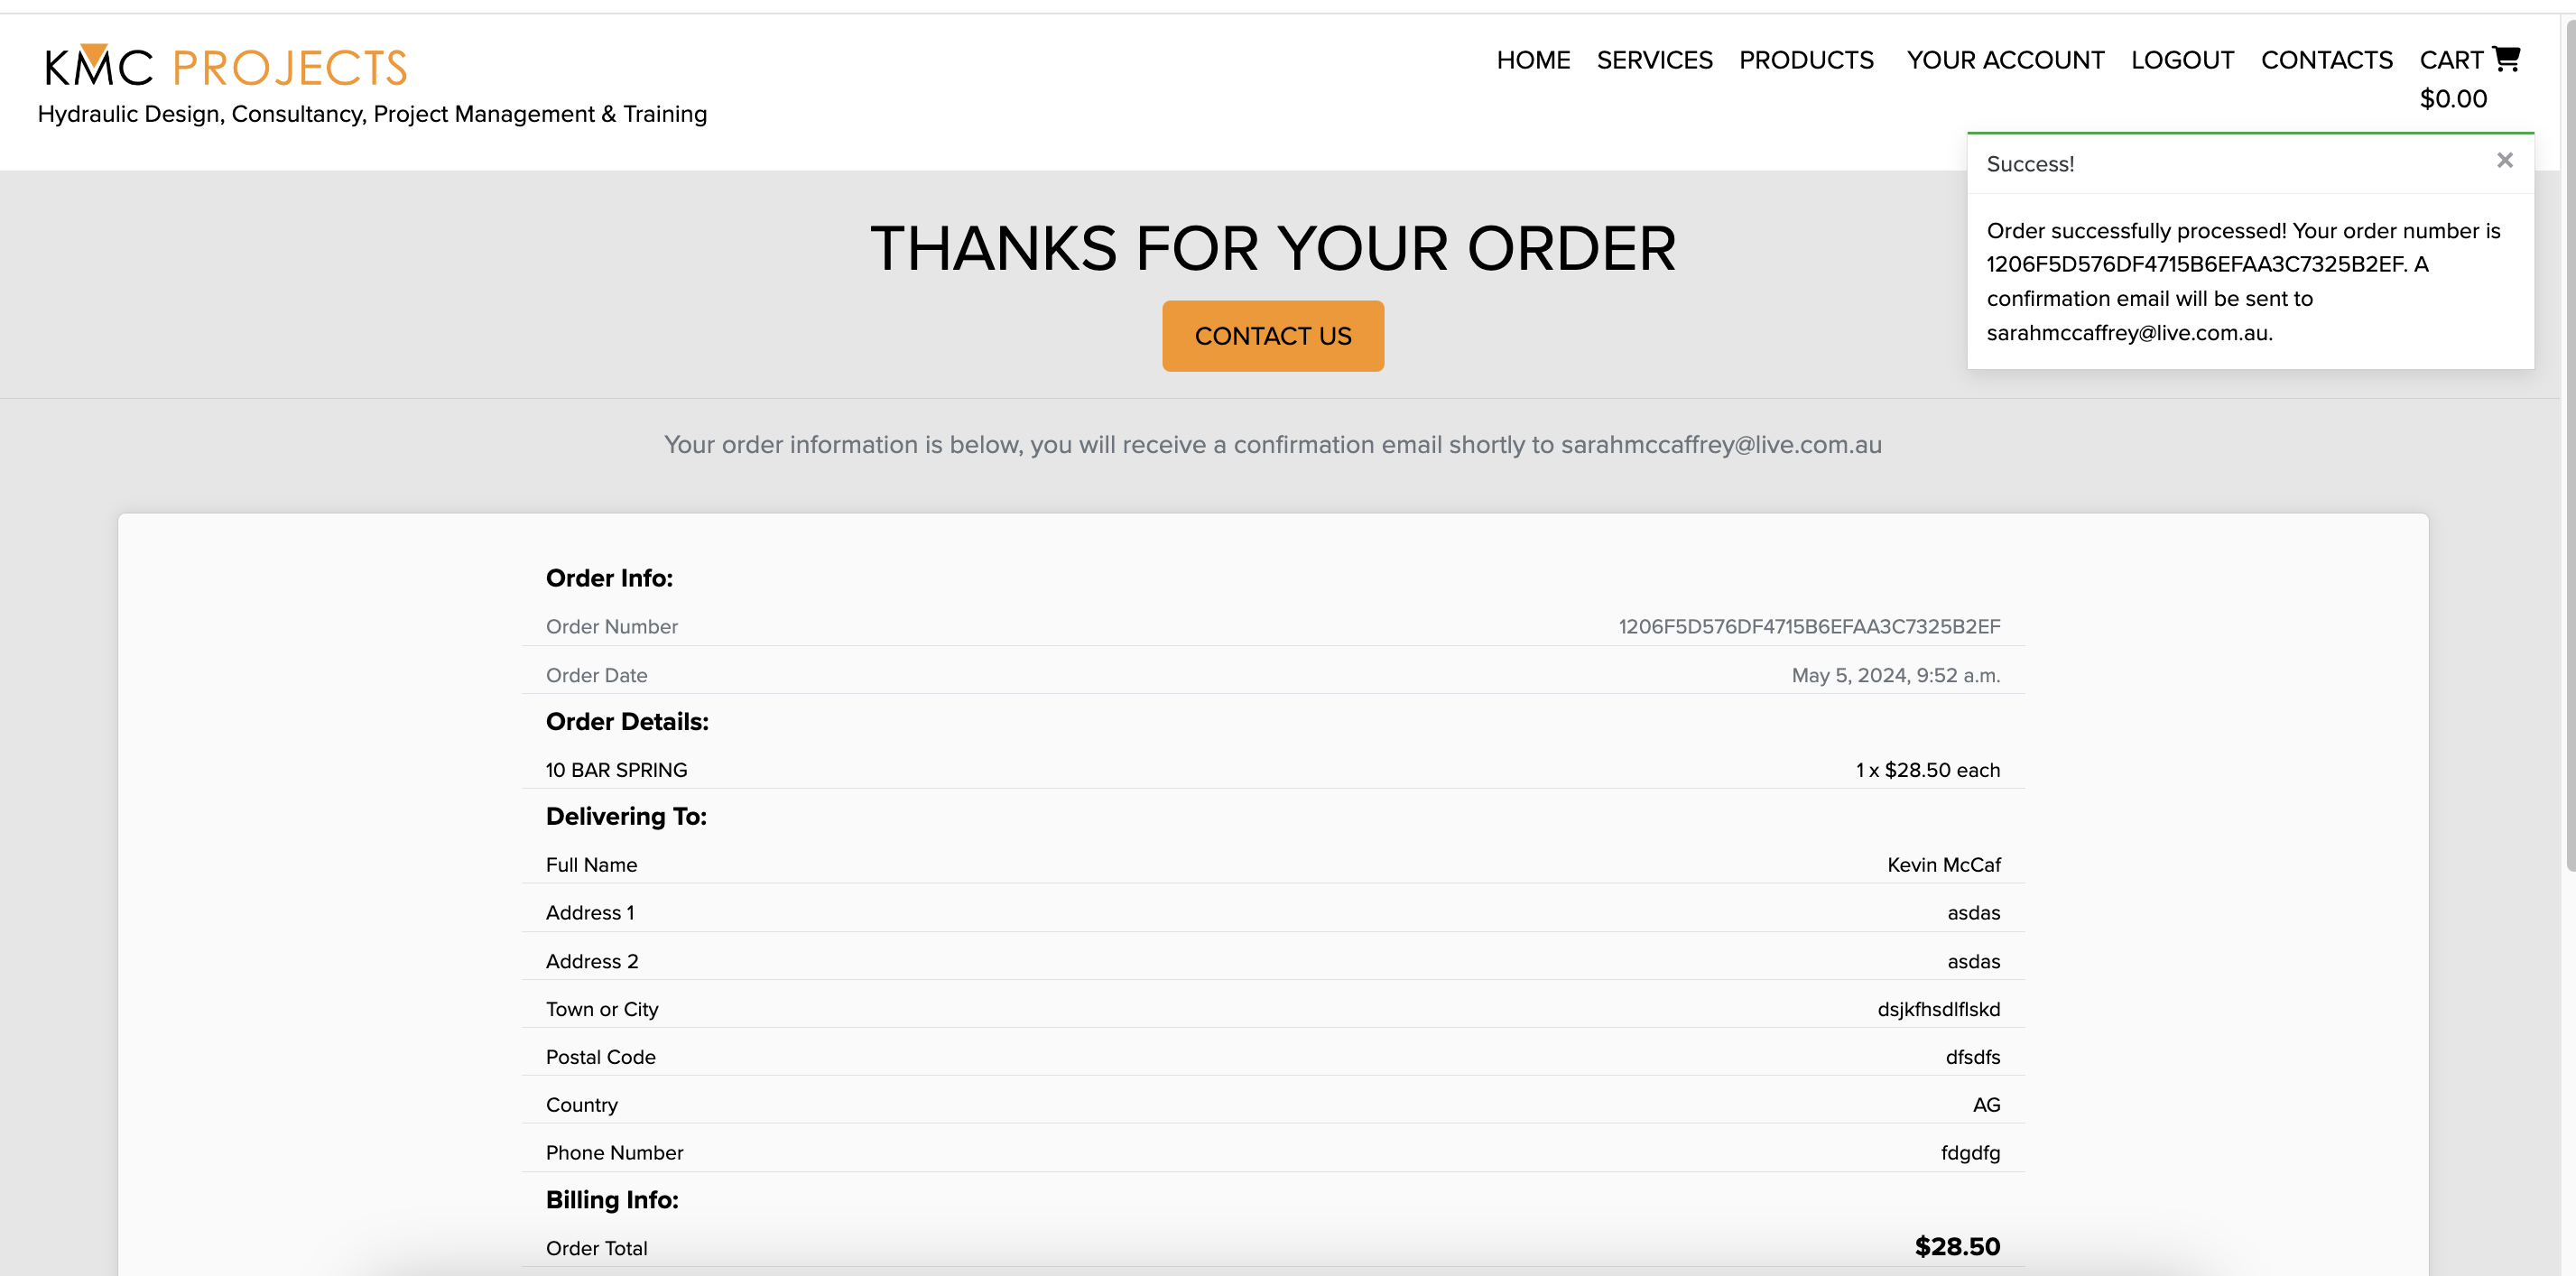 KMC PROJECTS
Hydraulic Design, Consultancy, Project Management & Training
HOME SERVICES PRODUCTS YOUR ACCOUNT LOGOUT CONTACTS CART
$0.00
Success! ×
Order successfully processed! Your order number is
1206F5D576DF4715B6EFAA3C7325B2EF. A
confirmation email will be sent to
sarahmccaffrey@live.com.au.
THANKS FOR YOUR ORDER
CONTACT US
Your order information is below, you will receive a confirmation email shortly to sarahmccaffrey@live.com.au
Order Info:
Order Number 1206F5D576DF4715B6EFAA3C7325B2EF
Order Date May 5, 2024, 9:52 a.m.
Order Details:
10 BAR SPRING 1 x $28.50 each
Delivering To:
Full Name Kevin McCaf
Address 1 asdas
Address 2 asdas
Town or City dsjkfhsdlflskd
Postal Code dfsdfs
Country AG
Phone Number fdgdfg
Billing Info:
Order Total $28.50